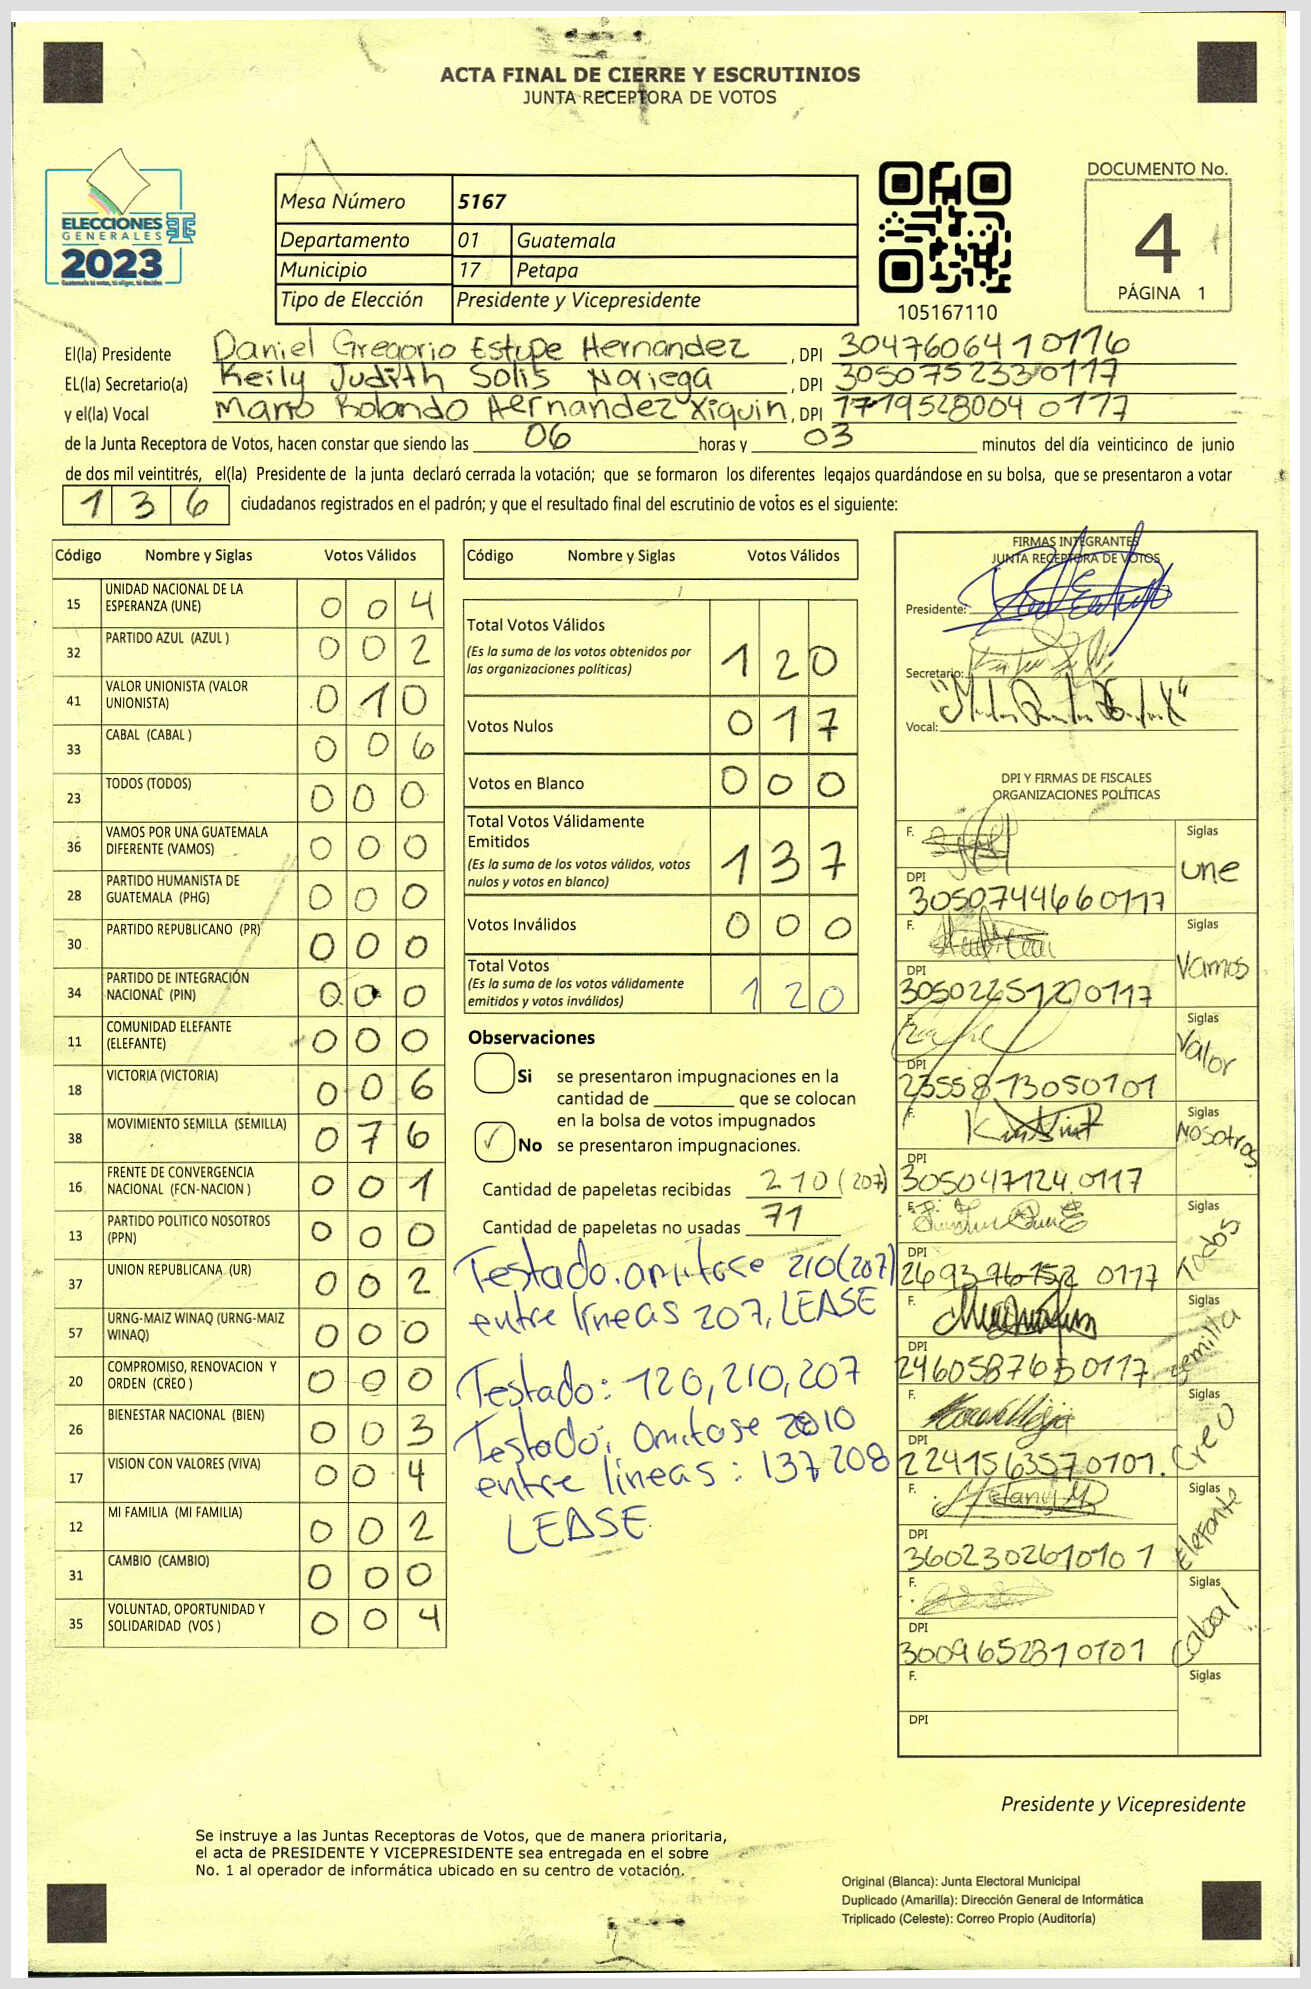 ACTA FINAL DE CIERRE Y ESCRUTINIOS
JUNTA RECEPTORA DE VOTOS
ELECCIONES
GENERALES
2023
Mesa Número 5167
Departamento 01 Guatemala
Municipio 17 Petapa
Tipo de Elección Presidente y Vicepresidente
105167110
DOCUMENTO No.
4
PÁGINA 1
El(la) Presidente Daniel Gregorio Estupe Hernandez, DPI 3047606410116
EL(la) Secretario(a) Keily Judith Solis Noriega, DPI 3050752330117
y el(la) Vocal Mario Rolando Hernandez Xiquin, DPI 1719528004 0117
de la Junta Receptora de Votos, hacen constar que siendo las 06 horas y 03 minutos del día veinticinco de junio
de dos mil veintitrés, el(la) Presidente de la junta declaró cerrada la votación; que se formaron los diferentes legajos quardándose en su bolsa, que se presentaron a votar
136 ciudadanos registrados en el padrón; y que el resultado final del escrutinio de votos es el siguiente:
Código Nombre y Siglas Votos Válidos
15 UNIDAD NACIONAL DE LA ESPERANZA (UNE) 0 0 4
32 PARTIDO AZUL (AZUL ) 0 0 2
41 VALOR UNIONISTA (VALOR UNIONISTA) 0 1 0
33 CABAL (CABAL ) 0 0 6
23 TODOS (TODOS) 0 0 0
36 VAMOS POR UNA GUATEMALA DIFERENTE (VAMOS) 0 0 0
28 PARTIDO HUMANISTA DE GUATEMALA (PHG) 0 0 0
30 PARTIDO REPUBLICANO (PR) 0 0 0
34 PARTIDO DE INTEGRACIÓN NACIONAL (PIN) 0 0 0
11 COMUNIDAD ELEFANTE (ELEFANTE) 0 0 0
18 VICTORIA (VICTORIA) 0 0 6
38 MOVIMIENTO SEMILLA (SEMILLA) 0 7 6
16 FRENTE DE CONVERGENCIA NACIONAL (FCN-NACION ) 0 0 1
13 PARTIDO POLITICO NOSOTROS (PPN) 0 0 0
37 UNION REPUBLICANA (UR) 0 0 2
57 URNG-MAIZ WINAQ (URNG-MAIZ WINAQ) 0 0 0
20 COMPROMISO, RENOVACION Y ORDEN (CREO ) 0 0 0
26 BIENESTAR NACIONAL (BIEN) 0 0 3
17 VISION CON VALORES (VIVA) 0 0 4
12 MI FAMILIA (MI FAMILIA) 0 0 2
31 CAMBIO (CAMBIO) 0 0 0
35 VOLUNTAD, OPORTUNIDAD Y SOLIDARIDAD (VOS ) 0 0 4
Código Nombre y Siglas Votos Válidos
Total Votos Válidos 1 2 0
(Es la suma de los votos obtenidos por
las organizaciones políticas)
Votos Nulos 0 1 7
Votos en Blanco 0 0 0
Total Votos Válidamente
Emitidos 1 3 7
(Es la suma de los votos válidos, votos
nulos y votos en blanco)
Votos Inválidos 0 0 0
Total Votos 1 2 0
(Es la suma de los votos válidamente
emitidos y votos inválidos)
Observaciones
Si se presentaron impugnaciones en la
cantidad de ________ que se colocan
en la bolsa de votos impugnados
✓ No se presentaron impugnaciones.
Cantidad de papeletas recibidas 210 (207)
Cantidad de papeletas no usadas 71
Testado. omitase 210(207)
entre lineas 207, LEASE
Testado: 120, 210, 207
Testado: Omitase 2010
entre lineas: 137 208
LEASE
FIRMAS INTEGRANTES
JUNTA RECEPTORA DE VOTOS
Presidente:
Secretario:
Vocal:
DPI Y FIRMAS DE FISCALES
ORGANIZACIONES POLÍTICAS
F. Siglas une
DPI 3050744660117
F. Siglas Vamos
DPI 3050226512 0117
F. Siglas Valor
DPI 2355813050101
F. Siglas Nosotros
DPI 305047124 0117
F. Siglas todos
DPI 269396152 0117
F. Siglas semilla
DPI 2460587650117
F. Siglas Creo
DPI 2241563570101.
F. Siglas Elefante
DPI 3602302610101
F. Siglas Cabal
DPI 3009652310101
F. Siglas
DPI
Presidente y Vicepresidente
Se instruye a las Juntas Receptoras de Votos, que de manera prioritaria,
el acta de PRESIDENTE Y VICEPRESIDENTE sea entregada en el sobre
No. 1 al operador de informática ubicado en su centro de votación.
Original (Blanca): Junta Electoral Municipal
Duplicado (Amarilla): Dirección General de Informática
Triplicado (Celeste): Correo Propio (Auditoría)